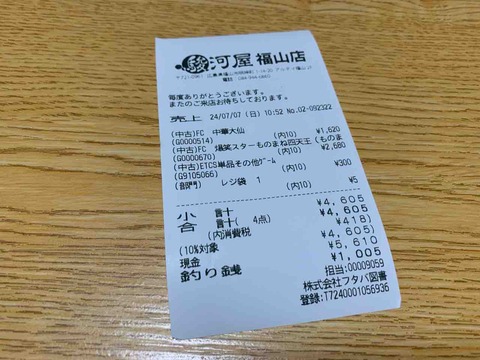 駿河屋 福山店
毎度ありがとうございます。
またのご来店お待ちしております。
売上 24/07/07 (日) 10:52 No.02-092322
(中古)FC 中華大仙
(G0000514) (内10) ¥1,620
(中古)FC 爆笑スターものまね四天王 (ものま
(G0000670) (内10) ¥2,680
(中古)ETCS単品その他ゲーム
(G9105066) (内10) ¥300
(部門) レジ袋 1 (内10) ¥5
小 計 ¥4,605
合 計( 4点) ¥4,605
(内)消費税 ¥418)
(10%対象 ¥4,605)
現金 ¥5,610
釣り銭 ¥1,005
担当:00009059
株式会社フタバ図書
登録:T7240001056936